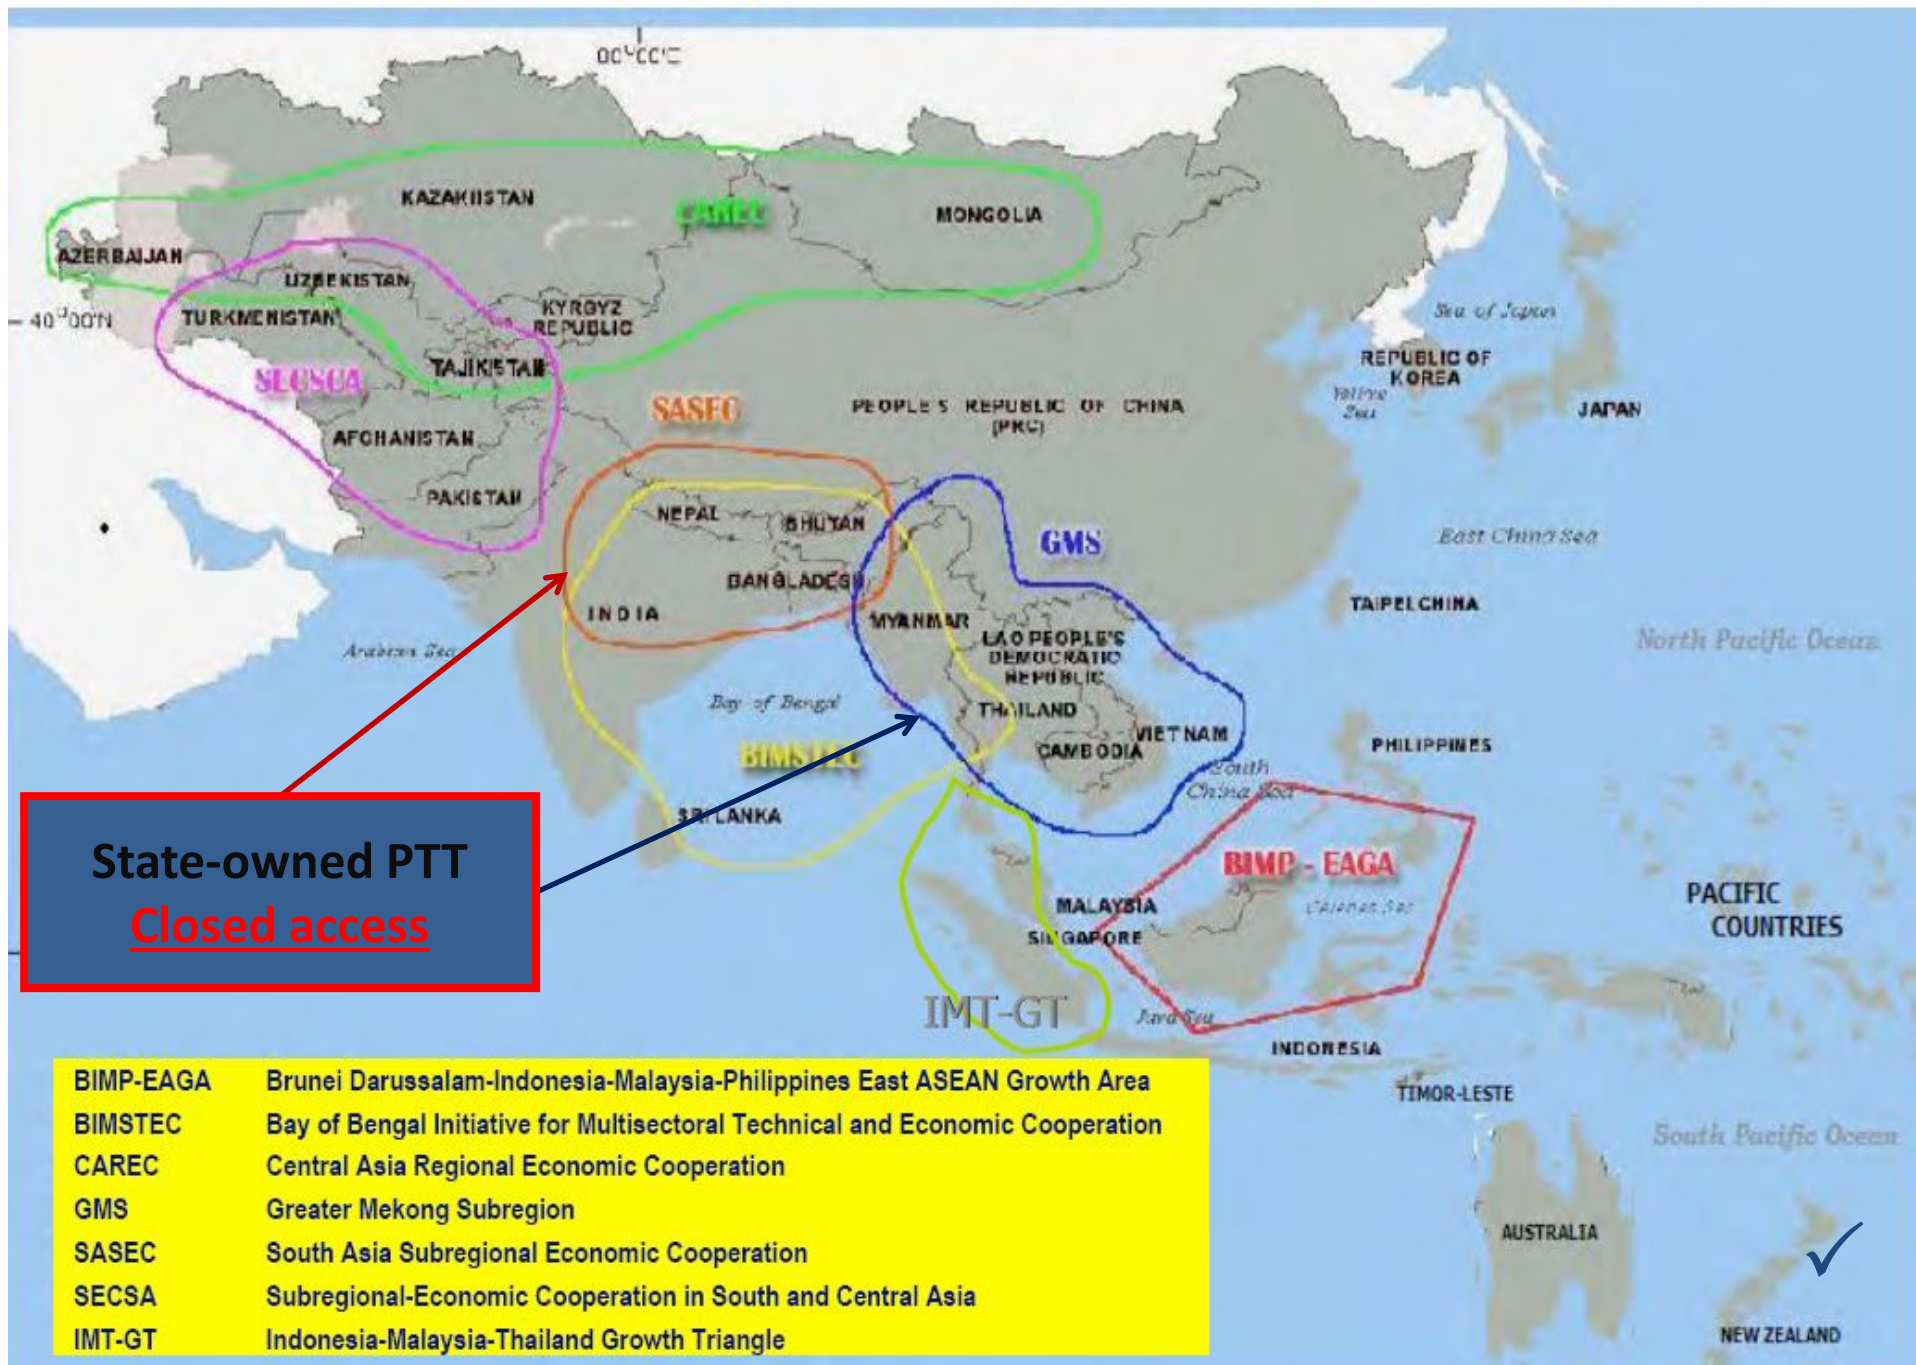 KAZAKHSTAN
CAREC
MONGOLIA
AZERBAIJAN
UZBEKISTAN
40°00'N
TURKMENISTAN
KYRGYZ
REPUBLIC
Sea of Japan
TAJIKISTAN
REPUBLIC OF
KOREA
SECSCA
Yellow
Sea
SASEC
PEOPLE'S REPUBLIC OF CHINA
(PRC)
JAPAN
AFGHANISTAN
PAKISTAN
NEPAL
BHUTAN
GMS
East China Sea
BANGLADESH
INDIA
MYANMAR
TAIPEI,CHINA
LAO PEOPLE'S
DEMOCRATIC
REPUBLIC
North Pacific Ocean
Arabian Sea
Bay of Bengal
THAILAND
VIETNAM
CAMBODIA
PHILIPPINES
BIMSTEC
South
China Sea
SRI LANKA
State-owned PTT
Closed access
BIMP - EAGA
MALAYSIA
Celebes Sea
SINGAPORE
PACIFIC
COUNTRIES
IMT-GT
Java Sea
INDONESIA
TIMOR-LESTE
South Pacific Ocean
AUSTRALIA
NEW ZEALAND
BIMP-EAGA Brunei Darussalam-Indonesia-Malaysia-Philippines East ASEAN Growth Area
BIMSTEC Bay of Bengal Initiative for Multisectoral Technical and Economic Cooperation
CAREC Central Asia Regional Economic Cooperation
GMS Greater Mekong Subregion
SASEC South Asia Subregional Economic Cooperation
SECSA Subregional-Economic Cooperation in South and Central Asia
IMT-GT Indonesia-Malaysia-Thailand Growth Triangle